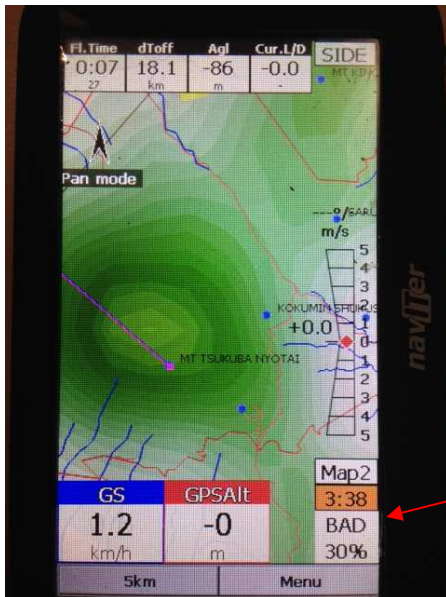 Fl.Time dToff Agl Cur.L/D SIDE
0:07 18.1 -86 -0.0
27 km m -
Pan mode
---°/
m/s
5
4
3
2
KOKUMIN
1
+0.0
0
MT TSUKUBA NYOTAI
1
2
3
4
5
Map2
GS GPSAlt 3:38
1.2 -0 BAD
km/h m 30%
5km Menu
naviter